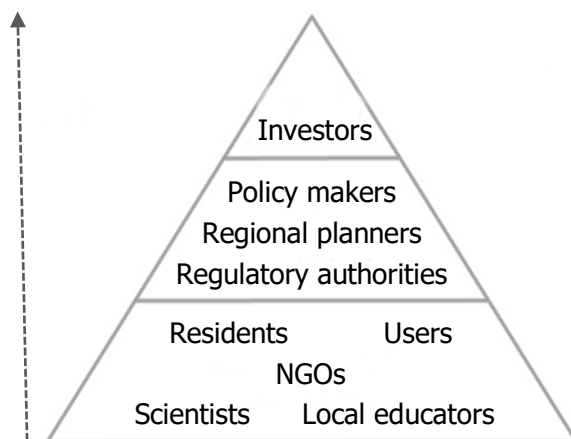 Investors
Policy makers
Regional planners
Regulatory authorities
Residents Users
NGOs
Scientists Local educators